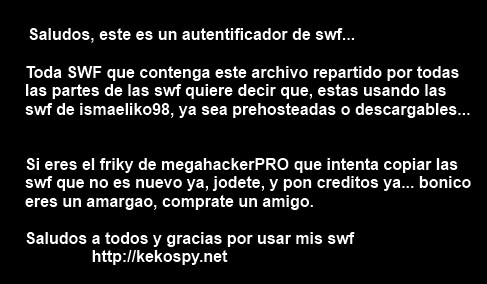 Saludos, este es un autentificador de swf...
Toda SWF que contenga este archivo repartido por todas
las partes de las swf quiere decir que, estas usando las
swf de ismaeliko98, ya sea prehosteadas o descargables...
Si eres el friky de megahackerPRO que intenta copiar las
swf que no es nuevo ya, jodete, y pon creditos ya... bonico
eres un amargao, comprate un amigo.
Saludos a todos y gracias por usar mis swf
http://kekospy.net